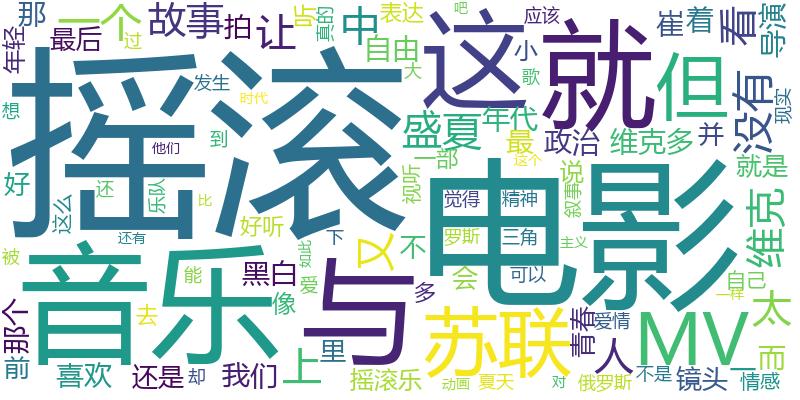 那
一个
故事
拍
让
中
听
真的
表达
吧
应该
小
歌
崔
着
看
导演
年轻
最后
过
自由
大
这
就
但
没有
现实
想
发生
时代
摇滚
到
他们
盛夏
年代
最
政治
维克多
并
就是
好
还
乐队
比
这么
还有
好听
视听
一部
这个
说
叙事
觉得
精神
电影
维克
被
能
下
如此
又
不
罗斯
三角
主义
会
可以
自己
一样
音乐
与
那个
去
黑白
像
爱
多
苏联
青春
爱情
人
MV
太
而
前
喜欢
还是
却
我们
上
里
摇滚乐
动画
夏天
对
俄罗斯
不是
镜头
情感